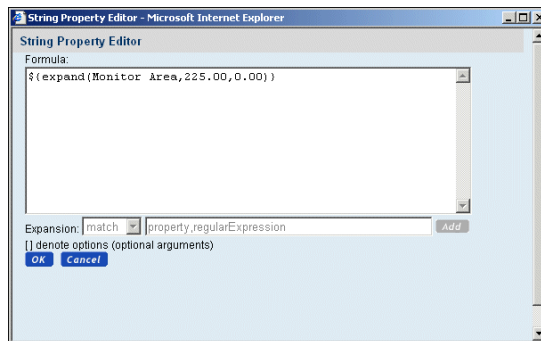 String Property Editor - Microsoft Internet Explorer
String Property Editor
Formula:
${expand(Monitor Area,225.00,0.00)}
Expansion: match property,regularExpression Add
[] denote options (optional arguments)
OK Cancel